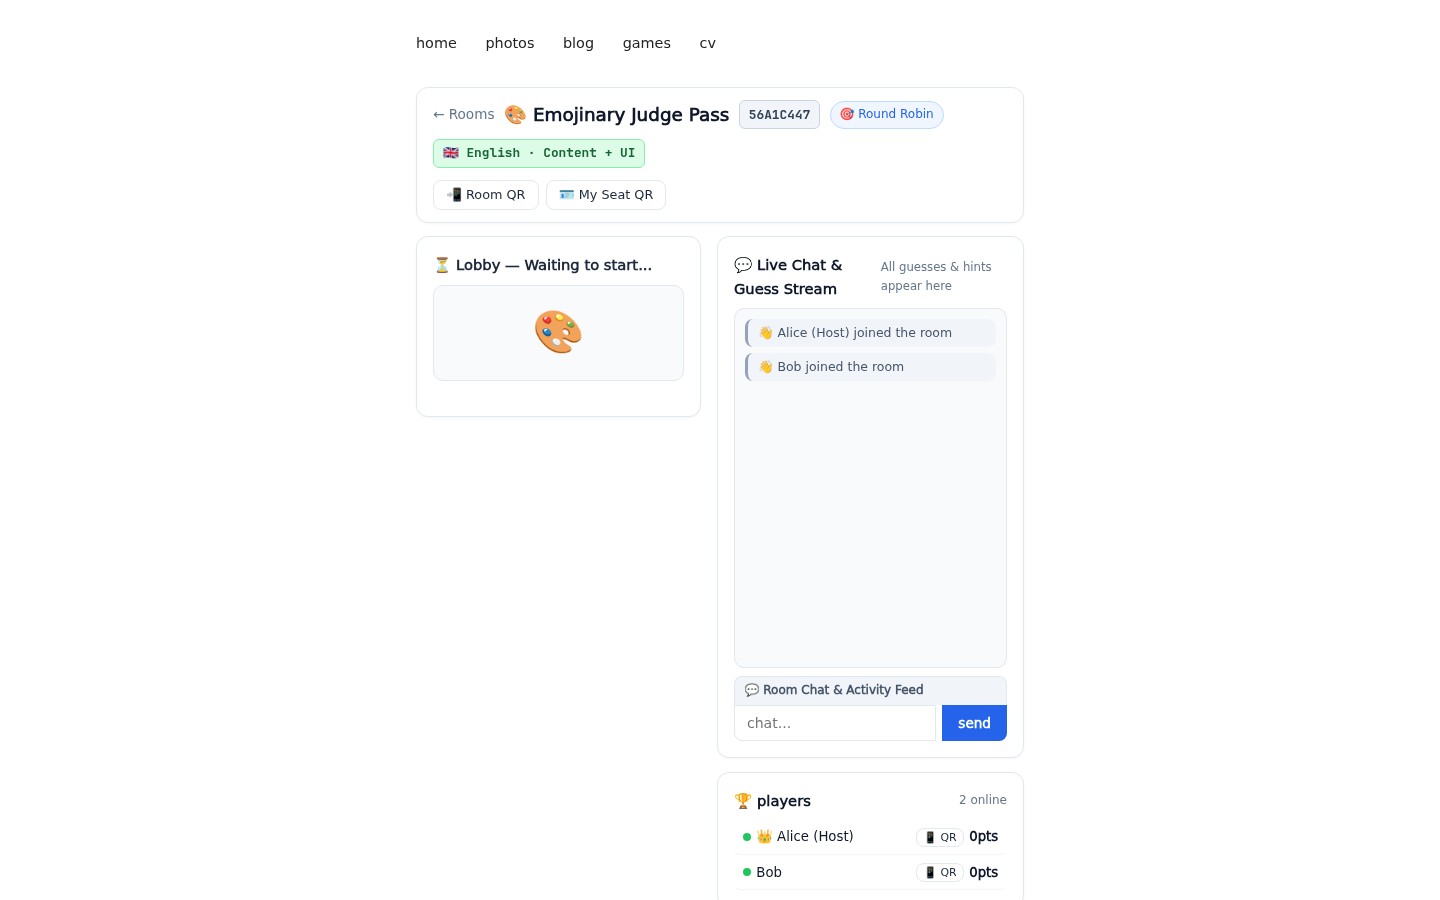 home photos blog games cv
← Rooms 🎨 Emojinary Judge Pass 56A1C447 🎯 Round Robin
🇬🇧 English · Content + UI
📲 Room QR 🪪 My Seat QR
⏳ Lobby — Waiting to start...
💬 Live Chat & Guess Stream
All guesses & hints appear here
👋 Alice (Host) joined the room
👋 Bob joined the room
💬 Room Chat & Activity Feed
chat... send
🏆 players 2 online
👑 Alice (Host) 📱 QR 0pts
Bob 📱 QR 0pts